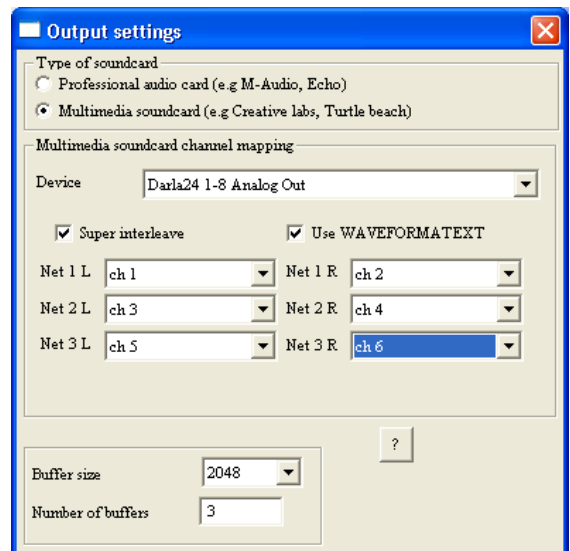 Output settings
Type of soundcard
Professional audio card (e.g M-Audio, Echo)
Multimedia soundcard (e.g Creative labs, Turtle beach)
Multimedia soundcard channel mapping
Device Darla24 1-8 Analog Out
Super interleave Use WAVEFORMATEXT
Net 1 L ch 1 Net 1 R ch 2
Net 2 L ch 3 Net 2 R ch 4
Net 3 L ch 5 Net 3 R ch 6
?
Buffer size 2048
Number of buffers 3